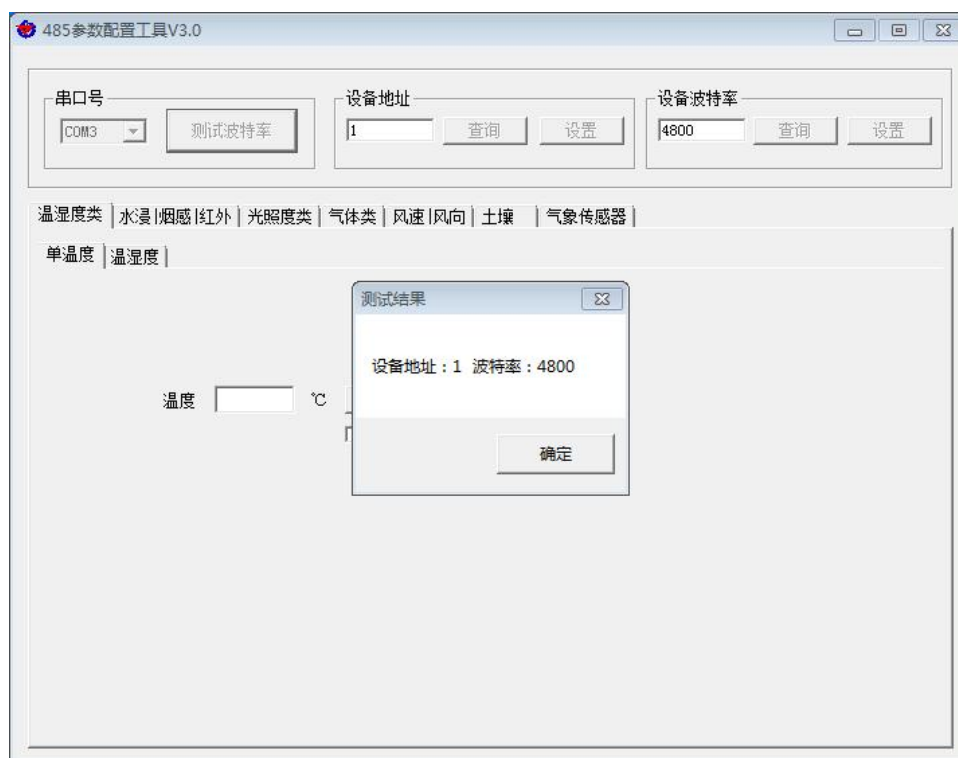 485参数配置工具V3.0
串口号
设备地址
设备波特率
COM3
测试波特率
1
查询
设置
4800
查询
设置
温湿度类
水浸|烟感|红外
光照度类
气体类
风速|风向
土壤
气象传感器
单温度
温湿度
测试结果
设备地址：1 波特率：4800
温度
℃
确定